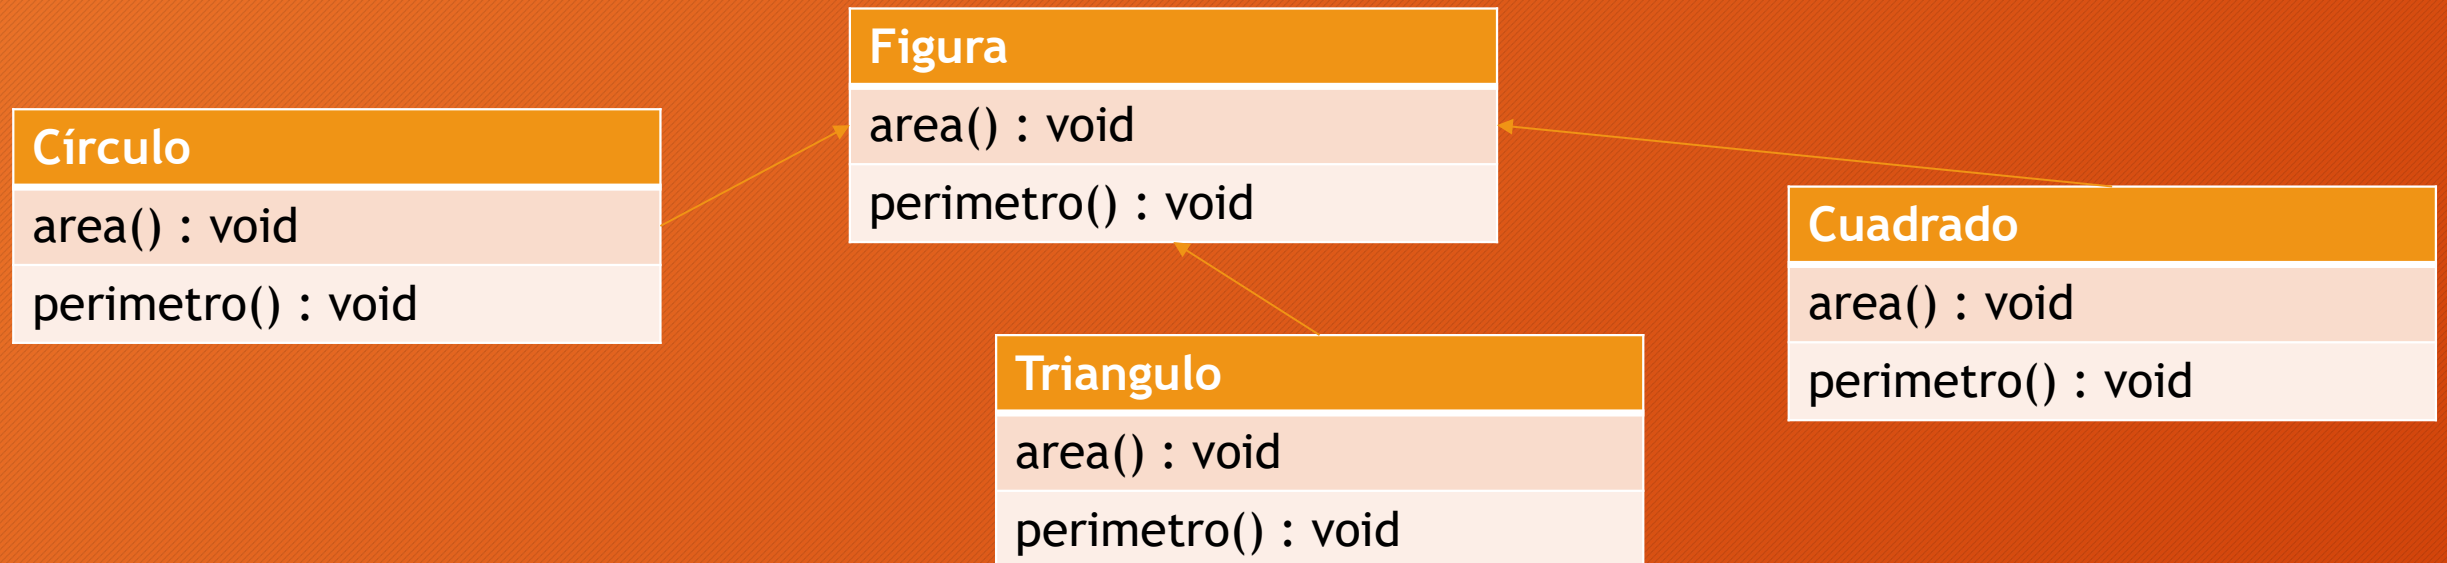 Figura
area() : void
perimetro() : void
Círculo
area() : void
perimetro() : void
Cuadrado
area() : void
perimetro() : void
Triangulo
area() : void
perimetro() : void